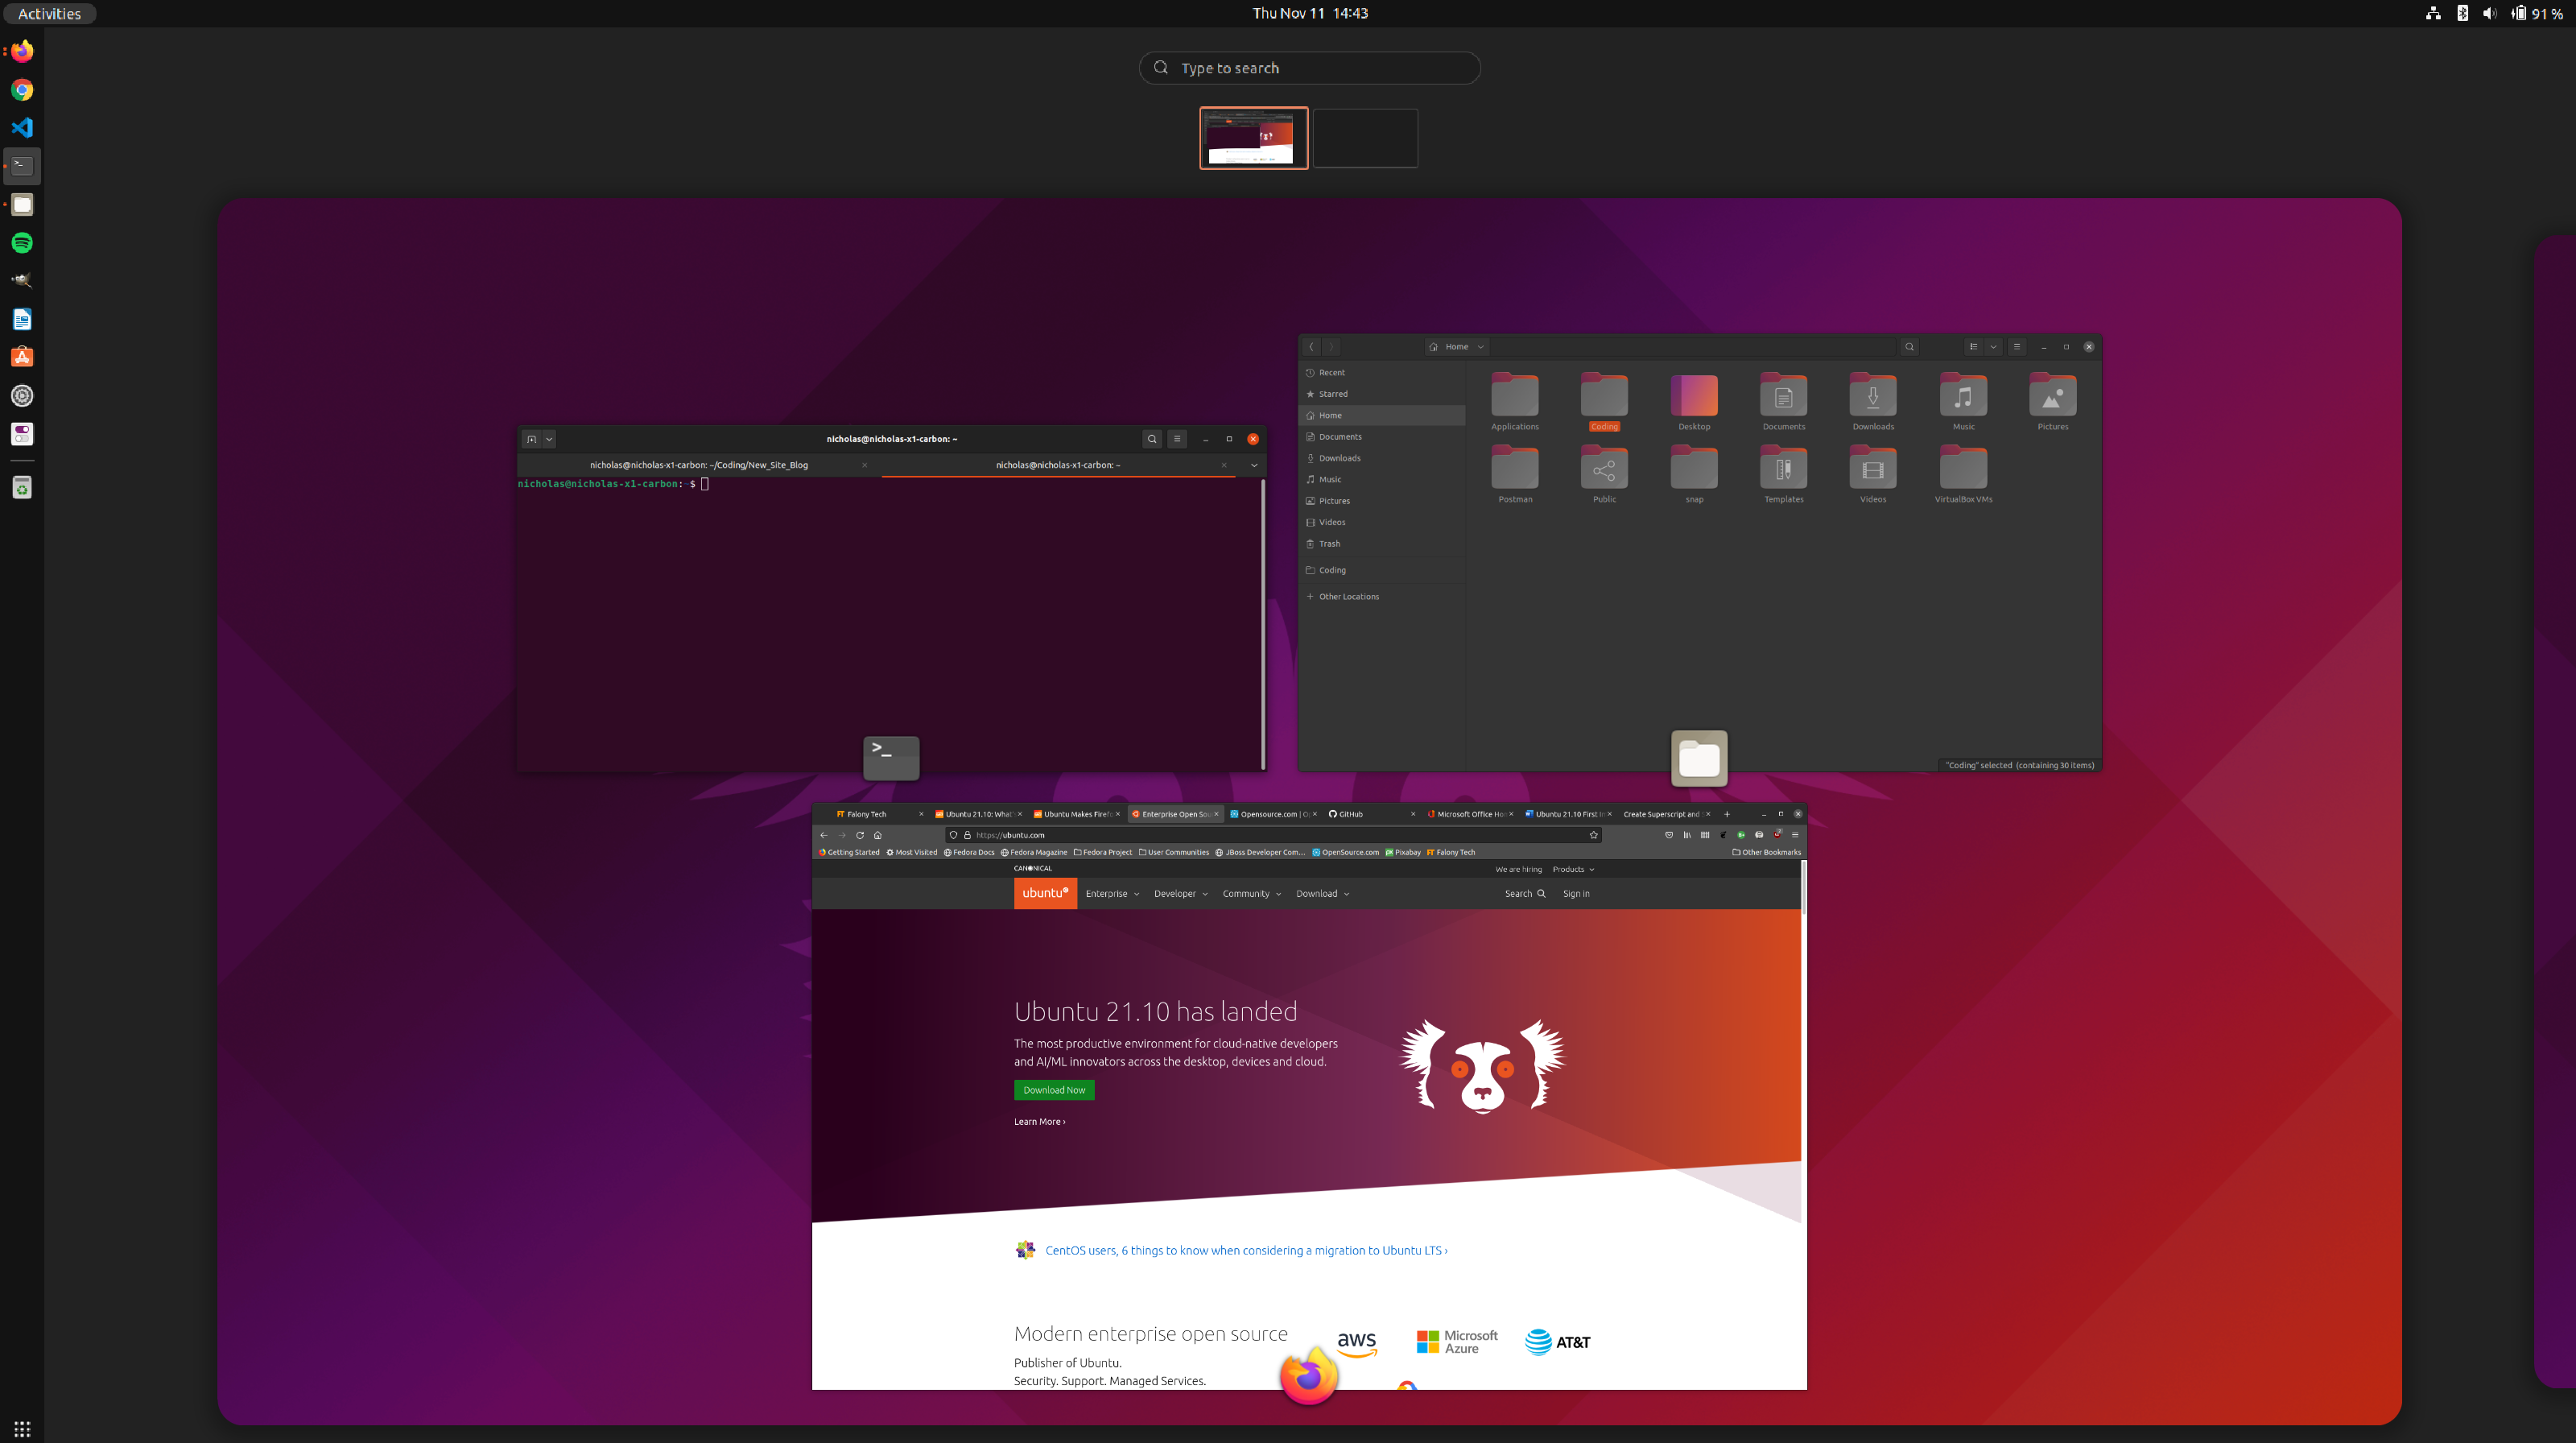 Activities
Thu Nov 11 14:43
91 %
Type to search
nicholas@nicholas-x1-carbon: ~
nicholas@nicholas-x1-carbon: ~/Coding/New_Site_Blog
nicholas@nicholas-x1-carbon: ~
nicholas@nicholas-x1-carbon:~$
>_
Home
Recent
Starred
Home
Documents
Downloads
Music
Pictures
Videos
Trash
Coding
+ Other Locations
Applications
Coding
Desktop
Documents
Downloads
Music
Pictures
Postman
Public
snap
Templates
Videos
VirtualBox VMs
"Coding" selected (containing 30 items)
FT Falony Tech
Ubuntu 21.10: What'
Ubuntu Makes Firef
Enterprise Open Sou
Opensource.com | O
GitHub
Microsoft Office Ho
Ubuntu 21.10 First I
Create Superscript and
https://ubuntu.com
Getting Started
Most Visited
Fedora Docs
Fedora Magazine
Fedora Project
User Communities
JBoss Developer Com...
OpenSource.com
Pixabay
FT Falony Tech
Other Bookmarks
CANONICAL
We are hiring
Products
ubuntu®
Enterprise
Developer
Community
Download
Search
Sign in
Ubuntu 21.10 has landed
The most productive environment for cloud-native developers
and AI/ML innovators across the desktop, devices and cloud.
Download Now
Learn More ›
CentOS users, 6 things to know when considering a migration to Ubuntu LTS ›
Modern enterprise open source
Publisher of Ubuntu.
Security. Support. Managed Services.
aws
Microsoft
Azure
AT&T